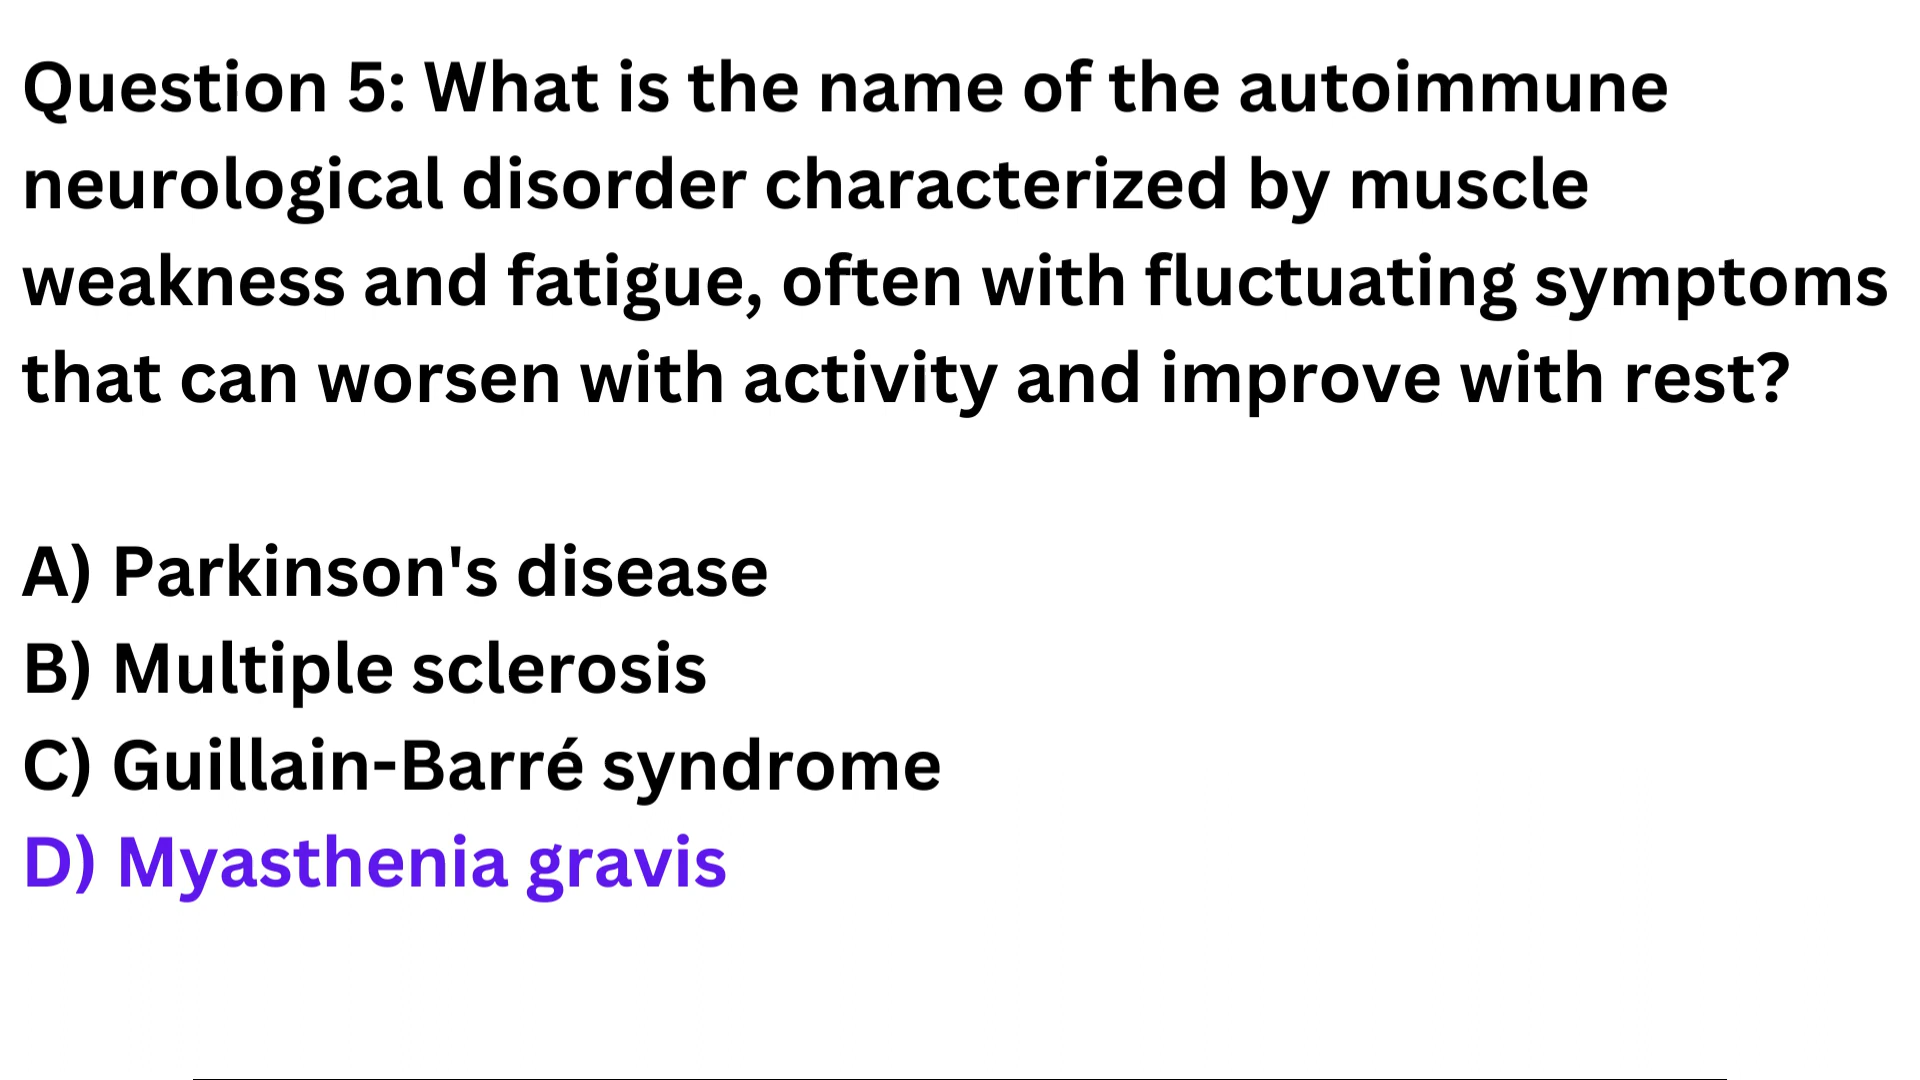 Question 5: What is the name of the autoimmune
neurological disorder characterized by muscle
weakness and fatigue, often with fluctuating symptoms
that can worsen with activity and improve with rest?
A) Parkinson's disease
B) Multiple sclerosis
C) Guillain-Barré syndrome
D) Myasthenia gravis